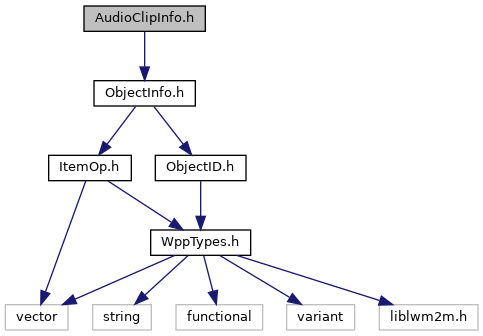 AudioClipInfo.h
ObjectInfo.h
ItemOp.h
ObjectID.h
WppTypes.h
vector
string
functional
variant
liblwm2m.h